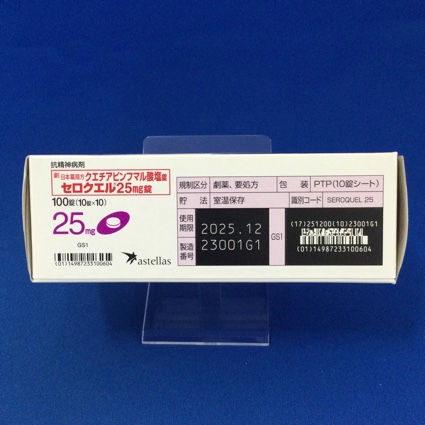 抗精神病剤
劇 日本薬局方 クエチアピンフマル酸塩錠
セロクエル25mg錠
100錠(10錠×10)
25mg
GS1
(01)14987233100604
astellas
規制区分 劇薬、要処方 包装 PTP(10錠シート)
貯法 室温保存 識別コード SEROQUEL 25
使用期限 2025.12
製造番号 23001G1
GS1
(17)251200(10)23001G1
(01)14987233100604